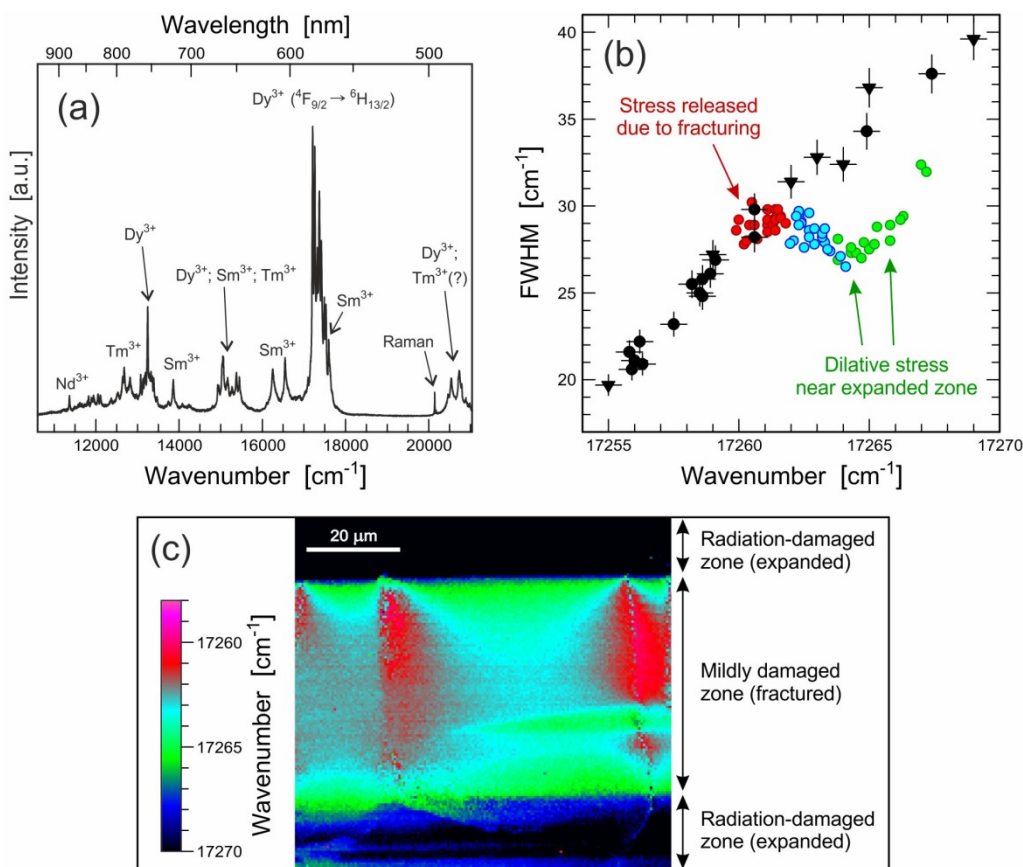 Wavelength [nm]
900 800 700 600 500
(a)
Dy³⁺ (⁴F₉/₂ → ⁶H₁₃/₂)
Intensity [a.u.]
Dy³⁺
Dy³⁺; Sm³⁺; Tm³⁺
Dy³⁺;
Tm³⁺(?)
Sm³⁺
Tm³⁺
Sm³⁺
Sm³⁺
Raman
Nd³⁺
12000 14000 16000 18000 20000
Wavenumber [cm⁻¹]
(b)
40
35
30
25
20
FWHM [cm⁻¹]
Stress released
due to fracturing
Dilative stress
near expanded zone
17255 17260 17265 17270
Wavenumber [cm⁻¹]
(c)
20 µm
17260
17265
17270
Wavenumber [cm⁻¹]
Radiation-damaged
zone (expanded)
Mildly damaged
zone (fractured)
Radiation-damaged
zone (expanded)